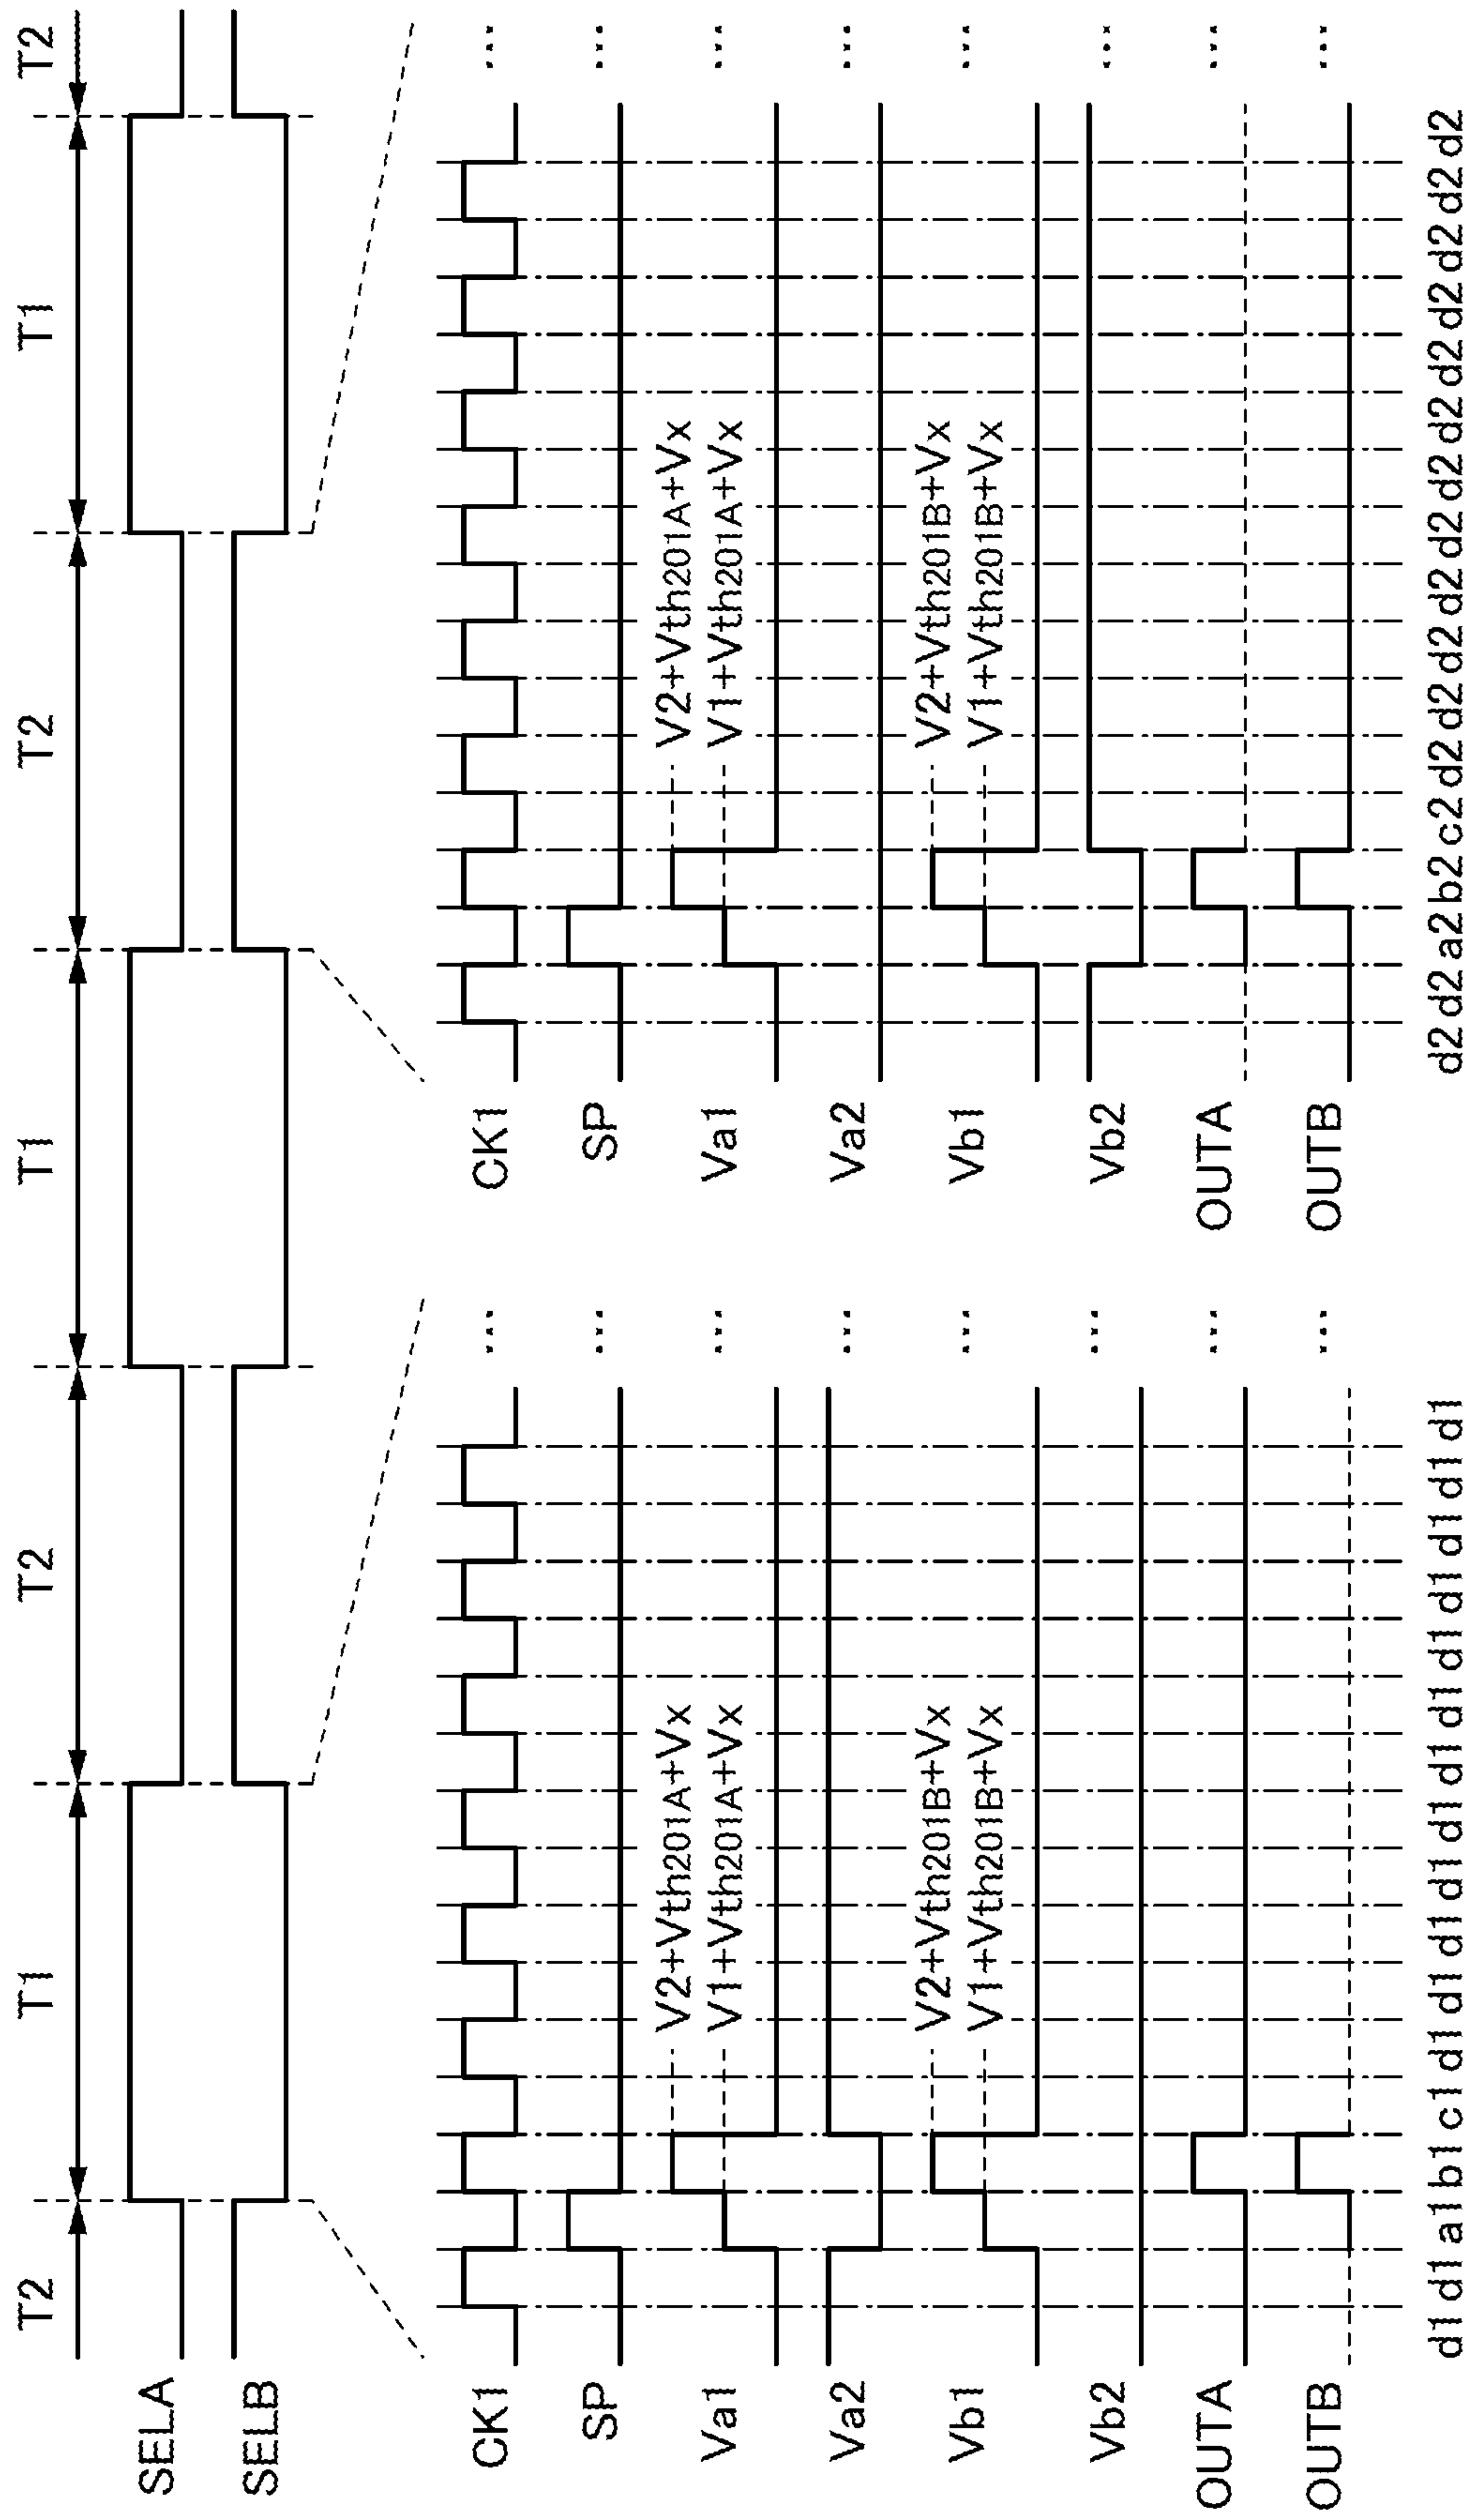 T2 T1 T2 T1 T2 T1 T2
SELA
SELB
CK1 ...
SP ...
V2+Vth201A+Vx
Va1 V1+Vth201A+Vx ...
Va2 ...
V2+Vth201B+Vx
Vb1 V1+Vth201B+Vx ...
Vb2 ...
OUTA ...
OUTB ...
d1 d1 a1 b1 c1 d1 d1 d1 d1 d1 d1 d1 d1 d1 d1 d1 d1
CK1 ...
SP ...
V2+Vth201A+Vx
Va1 V1+Vth201A+Vx ...
Va2 ...
V2+Vth201B+Vx
Vb1 V1+Vth201B+Vx ...
Vb2 ...
OUTA ...
OUTB ...
d2 d2 a2 b2 c2 d2 d2 d2 d2 d2 d2 d2 d2 d2 d2 d2 d2